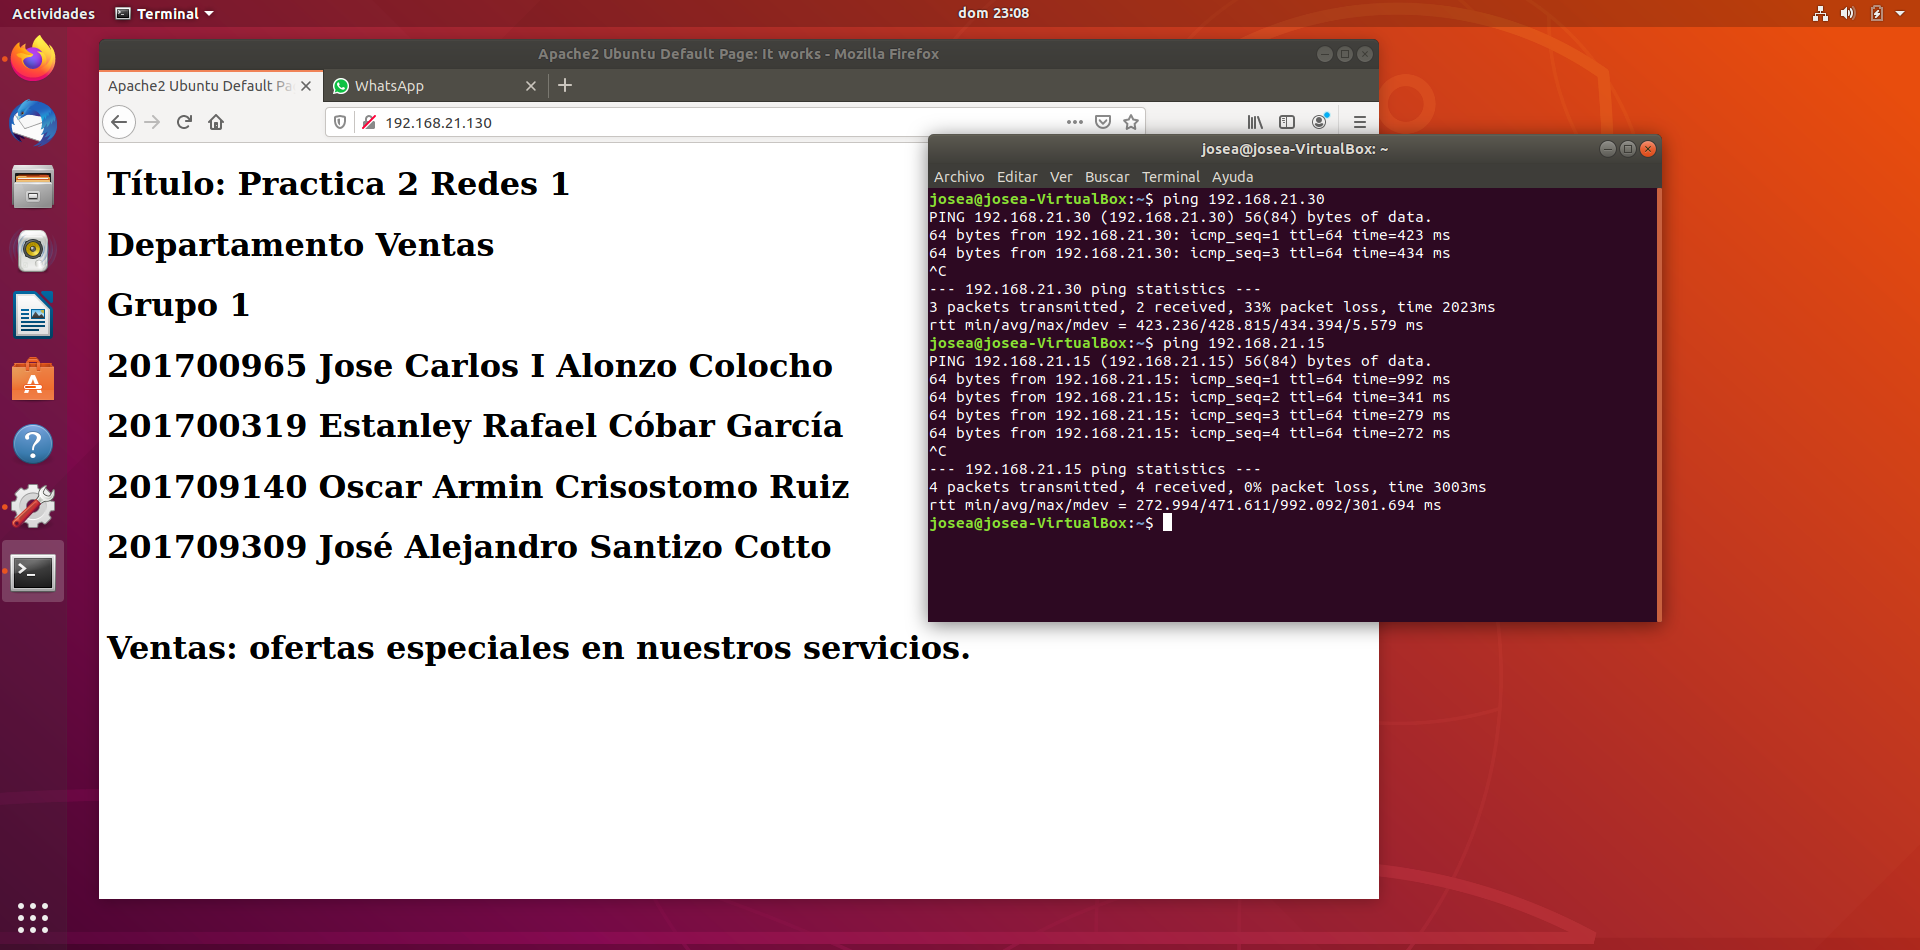 Actividades
Terminal
dom 23:08
Apache2 Ubuntu Default Page: It works - Mozilla Firefox
Apache2 Ubuntu Default Pa
WhatsApp
192.168.21.130
Título: Practica 2 Redes 1
Departamento Ventas
Grupo 1
201700965 Jose Carlos I Alonzo Colocho
201700319 Estanley Rafael Cóbar García
201709140 Oscar Armin Crisostomo Ruiz
201709309 José Alejandro Santizo Cotto
Ventas: ofertas especiales en nuestros servicios.
josea@josea-VirtualBox: ~
Archivo Editar Ver Buscar Terminal Ayuda
josea@josea-VirtualBox:~$ ping 192.168.21.30
PING 192.168.21.30 (192.168.21.30) 56(84) bytes of data.
64 bytes from 192.168.21.30: icmp_seq=1 ttl=64 time=423 ms
64 bytes from 192.168.21.30: icmp_seq=3 ttl=64 time=434 ms
^C
--- 192.168.21.30 ping statistics ---
3 packets transmitted, 2 received, 33% packet loss, time 2023ms
rtt min/avg/max/mdev = 423.236/428.815/434.394/5.579 ms
josea@josea-VirtualBox:~$ ping 192.168.21.15
PING 192.168.21.15 (192.168.21.15) 56(84) bytes of data.
64 bytes from 192.168.21.15: icmp_seq=1 ttl=64 time=992 ms
64 bytes from 192.168.21.15: icmp_seq=2 ttl=64 time=341 ms
64 bytes from 192.168.21.15: icmp_seq=3 ttl=64 time=279 ms
64 bytes from 192.168.21.15: icmp_seq=4 ttl=64 time=272 ms
^C
--- 192.168.21.15 ping statistics ---
4 packets transmitted, 4 received, 0% packet loss, time 3003ms
rtt min/avg/max/mdev = 272.994/471.611/992.092/301.694 ms
josea@josea-VirtualBox:~$